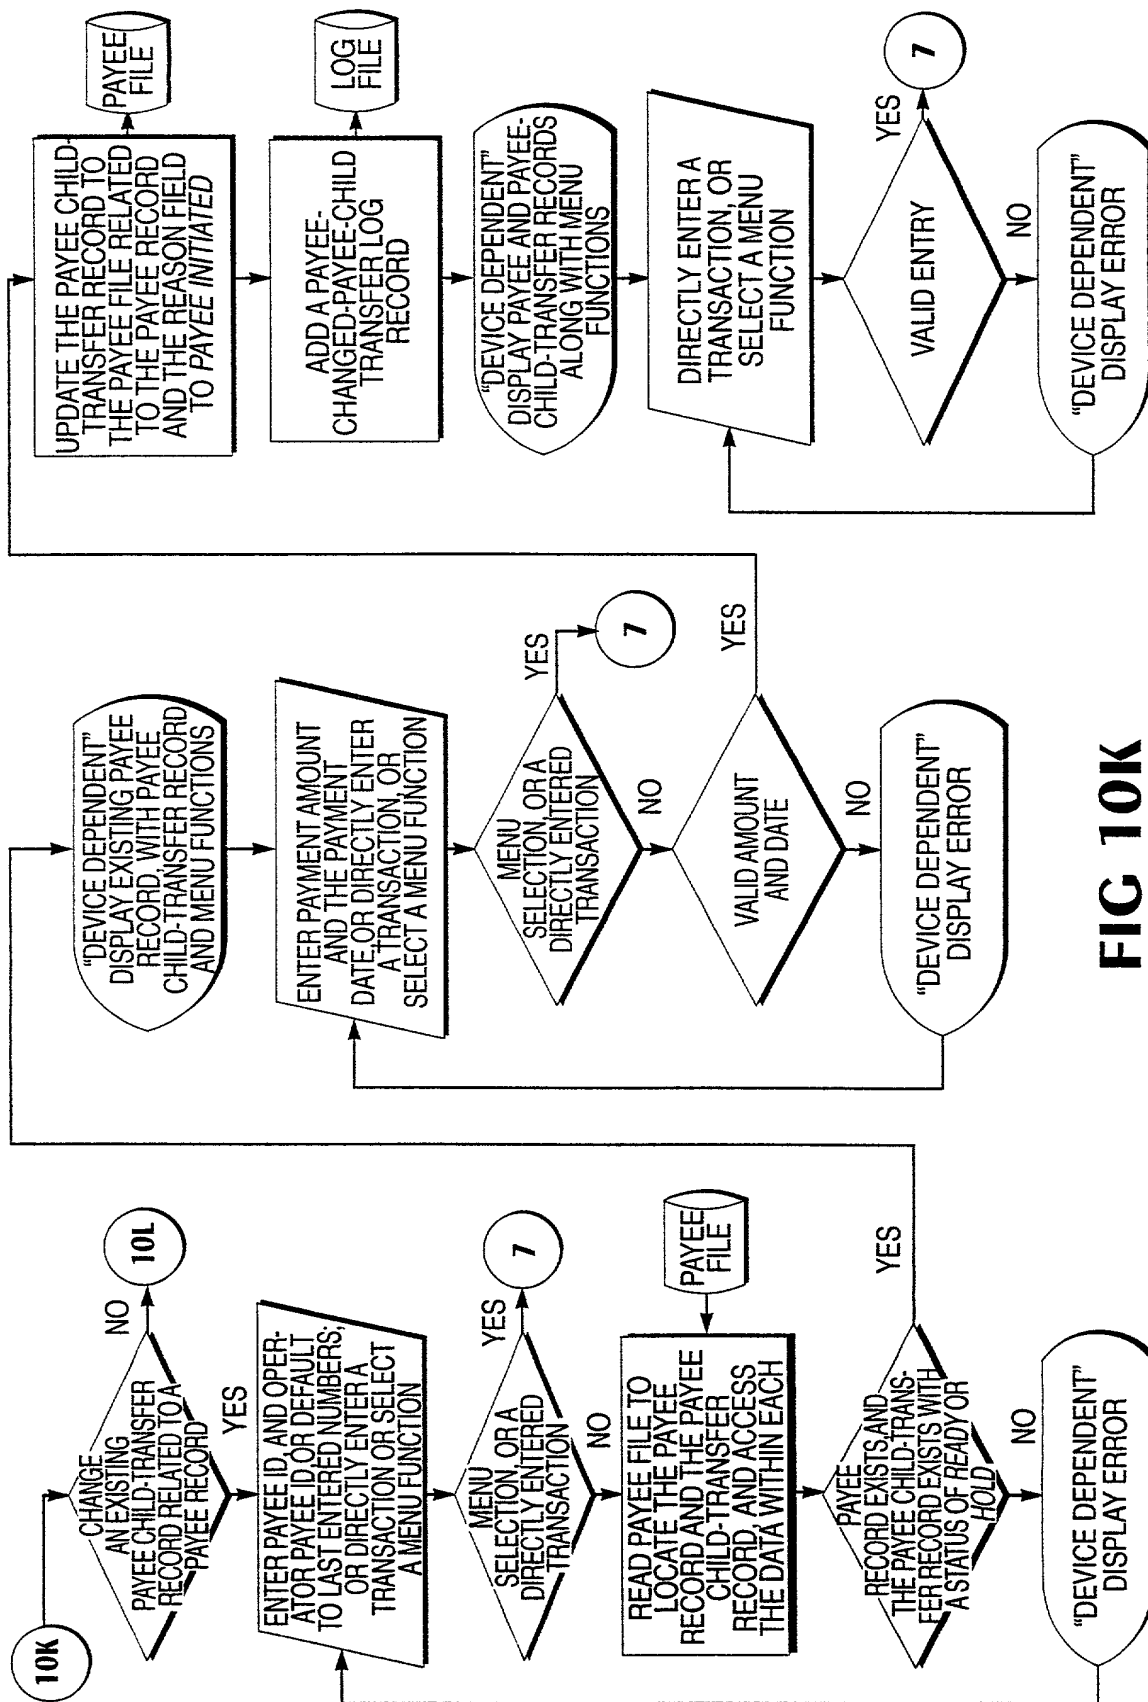 10K
CHANGE
AN EXISTING
PAYEE CHILD-TRANSFER
RECORD RELATED TO A
PAYEE RECORD
NO
10L
YES
ENTER PAYEE ID, AND OPER-
ATOR PAYEE ID OR DEFAULT
TO LAST ENTERED NUMBERS;
OR DIRECTLY ENTER A
TRANSACTION OR SELECT
A MENU FUNCTION
MENU
SELECTION, OR A
DIRECTLY ENTERED
TRANSACTION
YES
7
NO
READ PAYEE FILE TO
LOCATE THE PAYEE
RECORD AND THE PAYEE
CHILD-TRANSFER
RECORD, AND ACCESS
THE DATA WITHIN EACH
PAYEE
FILE
PAYEE
RECORD EXISTS, AND
THE PAYEE CHILD-TRANS-
FER RECORD EXISTS WITH
A STATUS OF READY OR
HOLD
YES
NO
"DEVICE DEPENDENT"
DISPLAY ERROR
"DEVICE DEPENDENT"
DISPLAY EXISTING PAYEE
RECORD, WITH PAYEE
CHILD-TRANSFER RECORD
AND MENU FUNCTIONS
ENTER PAYMENT AMOUNT
AND THE PAYMENT
DATE, OR DIRECTLY ENTER
A TRANSACTION, OR
SELECT A MENU FUNCTION
MENU
SELECTION, OR A
DIRECTLY ENTERED
TRANSACTION
YES
7
NO
VALID AMOUNT
AND DATE
YES
NO
"DEVICE DEPENDENT"
DISPLAY ERROR
UPDATE THE PAYEE CHILD-
TRANSFER RECORD TO
THE PAYEE FILE RELATED
TO THE PAYEE RECORD
AND THE REASON FIELD
TO PAYEE INITIATED
PAYEE
FILE
ADD A PAYEE-
CHANGED-PAYEE-CHILD
TRANSFER LOG
RECORD
LOG
FILE
"DEVICE DEPENDENT"
DISPLAY PAYEE AND PAYEE-
CHILD-TRANSFER RECORDS
ALONG WITH MENU
FUNCTIONS
DIRECTLY ENTER A
TRANSACTION, OR
SELECT A MENU
FUNCTION
VALID ENTRY
YES
7
NO
"DEVICE DEPENDENT"
DISPLAY ERROR
FIG 10K